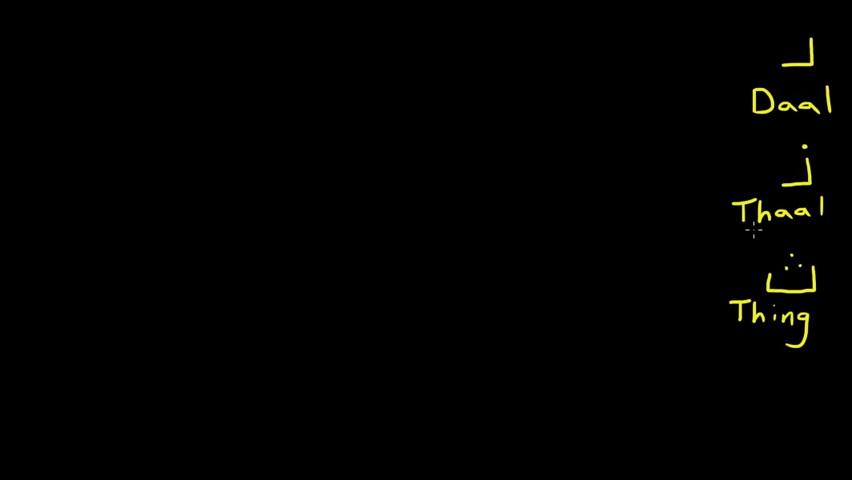 د
Daal
ذ
Thaal
ث
Thing